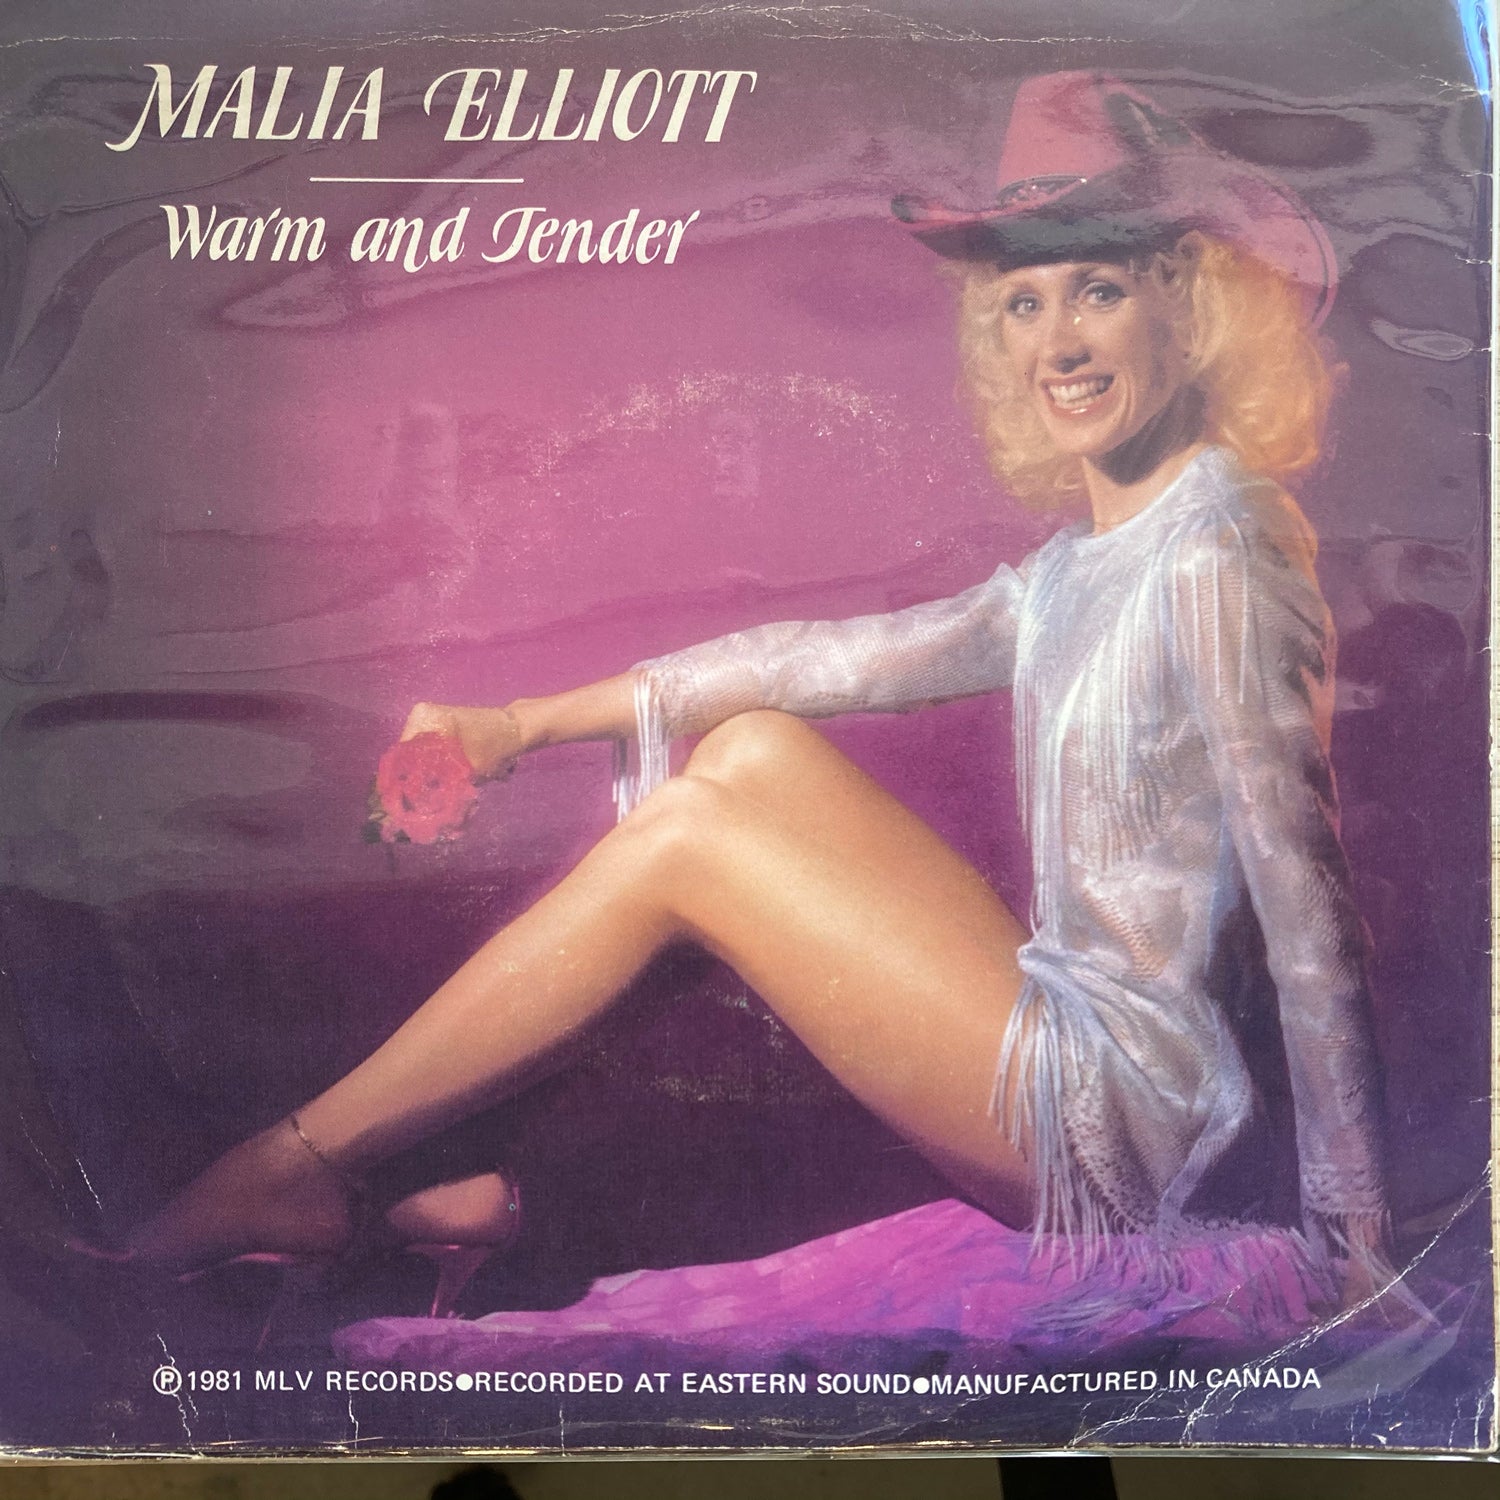 MALIA ELLIOTT
Warm and Tender
℗1981 MLV RECORDS●RECORDED AT EASTERN SOUND●MANUFACTURED IN CANADA